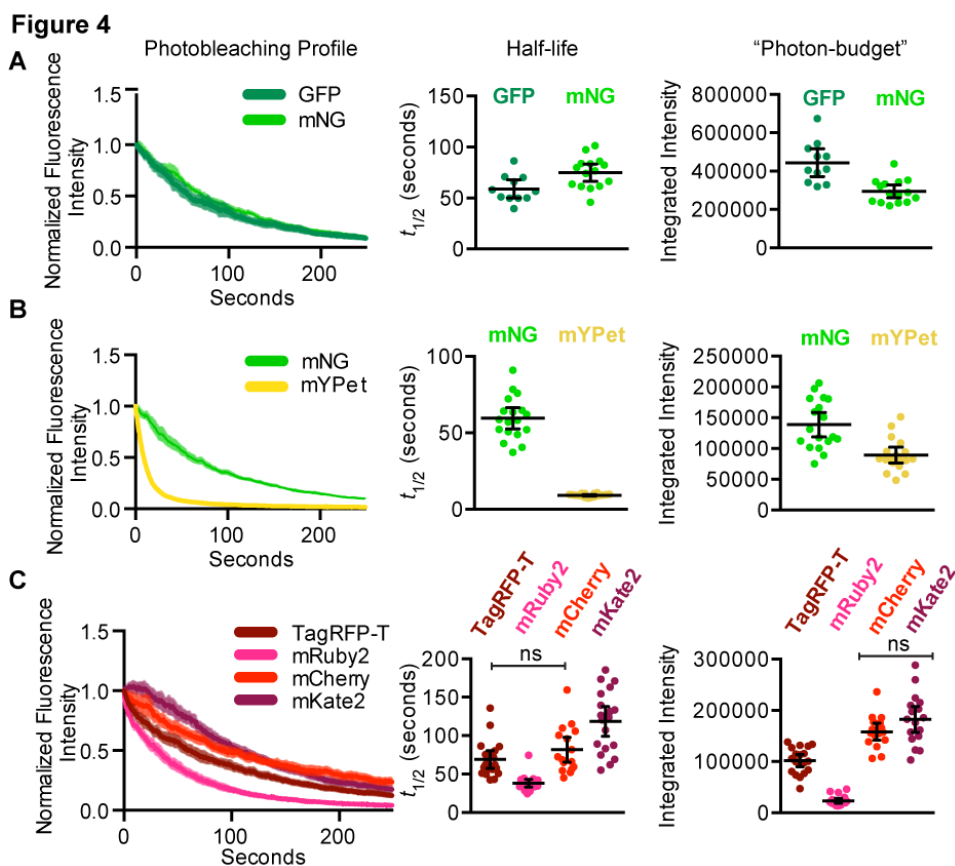 Figure 4
Photobleaching Profile
Half-life
“Photon-budget”
A
Normalized Fluorescence
Intensity
1.5
1.0
0.5
0.0
GFP
mNG
0
100
200
Seconds
t1/2 (seconds)
150
100
50
0
GFP
mNG
Integrated Intensity
800000
600000
400000
200000
0
GFP
mNG
B
Normalized Fluorescence
Intensity
1.5
1.0
0.5
0.0
mNG
mYPet
0
100
200
Seconds
t1/2 (seconds)
100
50
0
mNG
mYPet
Integrated Intensity
250000
200000
150000
100000
50000
0
mNG
mYPet
C
Normalized Fluorescence
Intensity
1.5
1.0
0.5
0.0
TagRFP-T
mRuby2
mCherry
mKate2
0
100
200
Seconds
t1/2 (seconds)
200
150
100
50
0
TagRFP-T
mRuby2
mCherry
mKate2
ns
Integrated Intensity
300000
200000
100000
0
TagRFP-T
mRuby2
mCherry
mKate2
ns